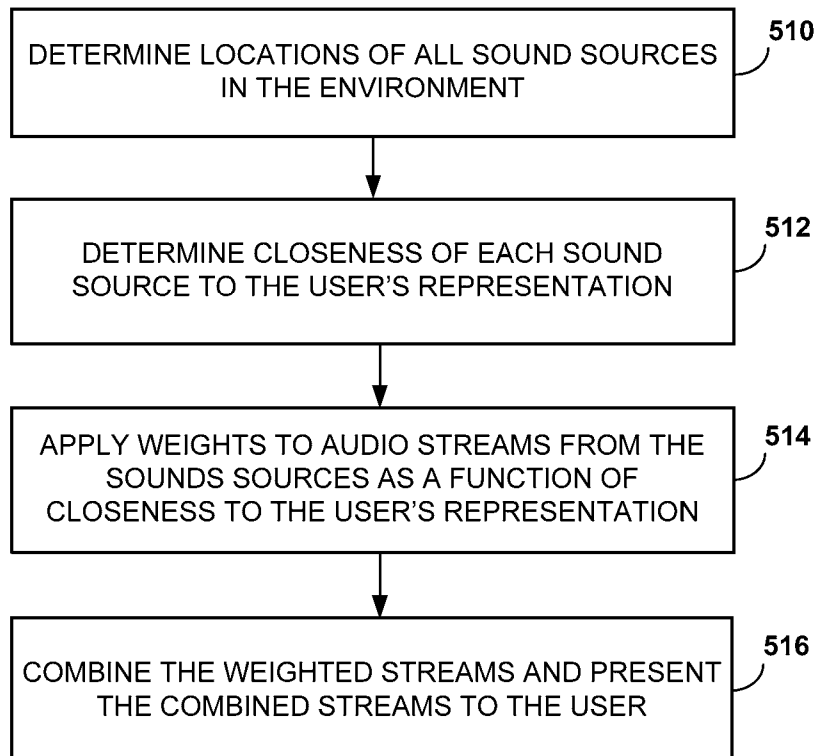 510
DETERMINE LOCATIONS OF ALL SOUND SOURCES
IN THE ENVIRONMENT
512
DETERMINE CLOSENESS OF EACH SOUND
SOURCE TO THE USER'S REPRESENTATION
514
APPLY WEIGHTS TO AUDIO STREAMS FROM THE
SOUNDS SOURCES AS A FUNCTION OF
CLOSENESS TO THE USER'S REPRESENTATION
516
COMBINE THE WEIGHTED STREAMS AND PRESENT
THE COMBINED STREAMS TO THE USER